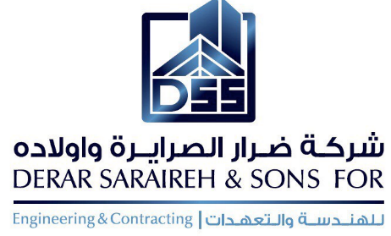 DSS
شركة ضرار الصرايرة واولاده
DERAR SARAIREH & SONS FOR
Engineering & Contracting | للهندسة والتعهدات